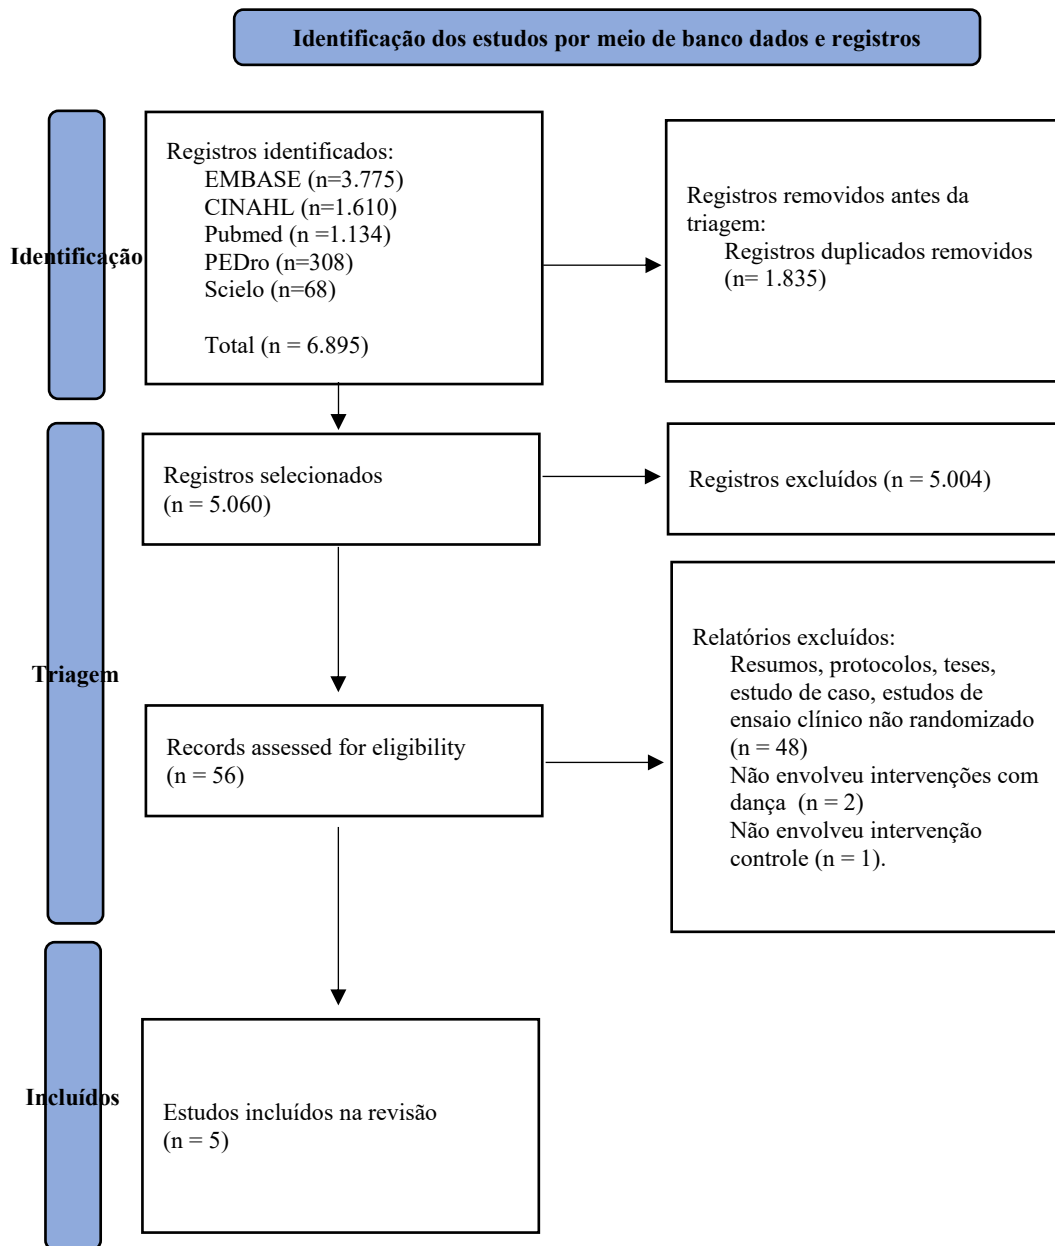 Identificação dos estudos por meio de banco dados e registros
Identificação
Registros identificados:
EMBASE (n=3.775)
CINAHL (n=1.610)
Pubmed (n =1.134)
PEDro (n=308)
Scielo (n=68)
Total (n = 6.895)
Registros removidos antes da
triagem:
Registros duplicados removidos
(n= 1.835)
Triagem
Registros selecionados
(n = 5.060)
Registros excluídos (n = 5.004)
Records assessed for eligibility
(n = 56)
Relatórios excluídos:
Resumos, protocolos, teses,
estudo de caso, estudos de
ensaio clínico não randomizado
(n = 48)
Não envolveu intervenções com
dança  (n = 2)
Não envolveu intervenção
controle (n = 1).
Incluídos
Estudos incluídos na revisão
(n = 5)